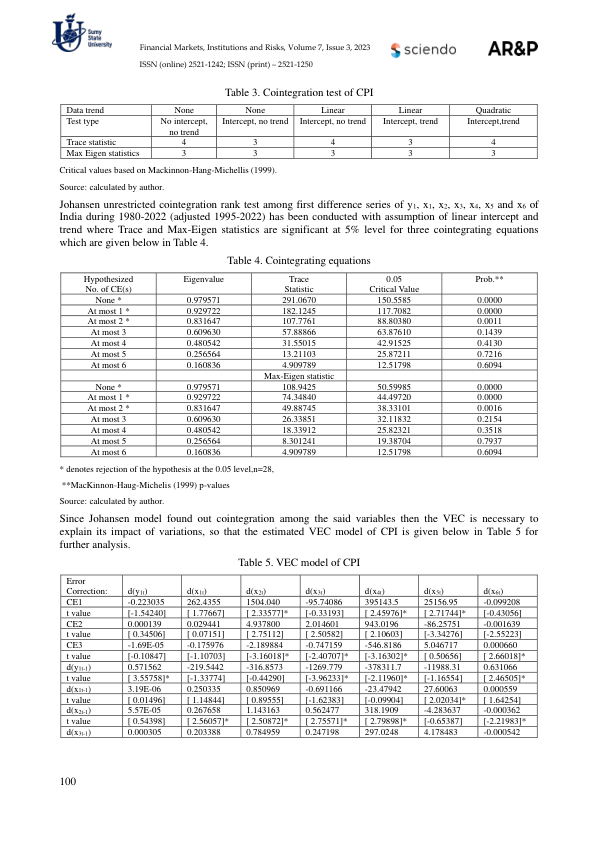 Sumy
State
University
Financial Markets, Institutions and Risks, Volume 7, Issue 3, 2023
sciendo
AR&P
ISSN (online) 2521-1242; ISSN (print) – 2521-1250
Table 3. Cointegration test of CPI
Data trend None None Linear Linear Quadratic
Test type No intercept, no trend Intercept, no trend Intercept, no trend Intercept, trend Intercept,trend
Trace statistic 4 3 4 3 4
Max Eigen statistics 3 3 3 3 3
Critical values based on Mackinnon-Hang-Michellis (1999).
Source: calculated by author.
Johansen unrestricted cointegration rank test among first difference series of y₁, x₁, x₂, x₃, x₄, x₅ and x₆ of
India during 1980-2022 (adjusted 1995-2022) has been conducted with assumption of linear intercept and
trend where Trace and Max-Eigen statistics are significant at 5% level for three cointegrating equations
which are given below in Table 4.
Table 4. Cointegrating equations
Hypothesized Eigenvalue Trace 0.05 Prob.**
No. of CE(s) Statistic Critical Value
None * 0.979571 291.0670 150.5585 0.0000
At most 1 * 0.929722 182.1245 117.7082 0.0000
At most 2 * 0.831647 107.7761 88.80380 0.0011
At most 3 0.609630 57.88866 63.87610 0.1439
At most 4 0.480542 31.55015 42.91525 0.4130
At most 5 0.256564 13.21103 25.87211 0.7216
At most 6 0.160836 4.909789 12.51798 0.6094
Max-Eigen statistic
None * 0.979571 108.9425 50.59985 0.0000
At most 1 * 0.929722 74.34840 44.49720 0.0000
At most 2 * 0.831647 49.88745 38.33101 0.0016
At most 3 0.609630 26.33851 32.11832 0.2154
At most 4 0.480542 18.33912 25.82321 0.3518
At most 5 0.256564 8.301241 19.38704 0.7937
At most 6 0.160836 4.909789 12.51798 0.6094
* denotes rejection of the hypothesis at the 0.05 level,n=28,
**MacKinnon-Haug-Michelis (1999) p-values
Source: calculated by author.
Since Johansen model found out cointegration among the said variables then the VEC is necessary to
explain its impact of variations, so that the estimated VEC model of CPI is given below in Table 5 for
further analysis.
Table 5. VEC model of CPI
Error
Correction: d(y₁ₜ) d(x₁ₜ) d(x₂ₜ) d(x₃ₜ) d(x₄ₜ) d(x₅ₜ) d(x₆ₜ)
CE1 -0.223035 262.4355 1504.040 -95.74086 395143.5 25156.95 -0.099208
t value [-1.54240] [ 1.77667] [ 2.33577]* [-0.33193] [ 2.45976]* [ 2.71744]* [-0.43056]
CE2 0.000139 0.029441 4.937800 2.014601 943.0196 -86.25751 -0.001639
t value [ 0.34506] [ 0.07151] [ 2.75112] [ 2.50582] [ 2.10603] [-3.34276] [-2.55223]
CE3 -1.69E-05 -0.175976 -2.189884 -0.747159 -546.8186 5.046717 0.000660
t value [-0.10847] [-1.10703] [-3.16018]* [-2.40707]* [-3.16302]* [ 0.50656] [ 2.66018]*
d(y₁ₜ₋₁) 0.571562 -219.5442 -316.8573 -1269.779 -378311.7 -11988.31 0.631066
t value [ 3.55758]* [-1.33774] [-0.44290] [-3.96233]* [-2.11960]* [-1.16554] [ 2.46505]*
d(x₁ₜ₋₁) 3.19E-06 0.250335 0.850969 -0.691166 -23.47942 27.60063 0.000559
t value [ 0.01496] [ 1.14844] [ 0.89555] [-1.62383] [-0.09904] [ 2.02034]* [ 1.64254]
d(x₂ₜ₋₁) 5.57E-05 0.267658 1.143163 0.562477 318.1909 -4.283637 -0.000362
t value [ 0.54398] [ 2.56057]* [ 2.50872]* [ 2.75571]* [ 2.79898]* [-0.65387] [-2.21983]*
d(x₃ₜ₋₁) 0.000305 0.203388 0.784959 0.247198 297.0248 4.178483 -0.000542
100